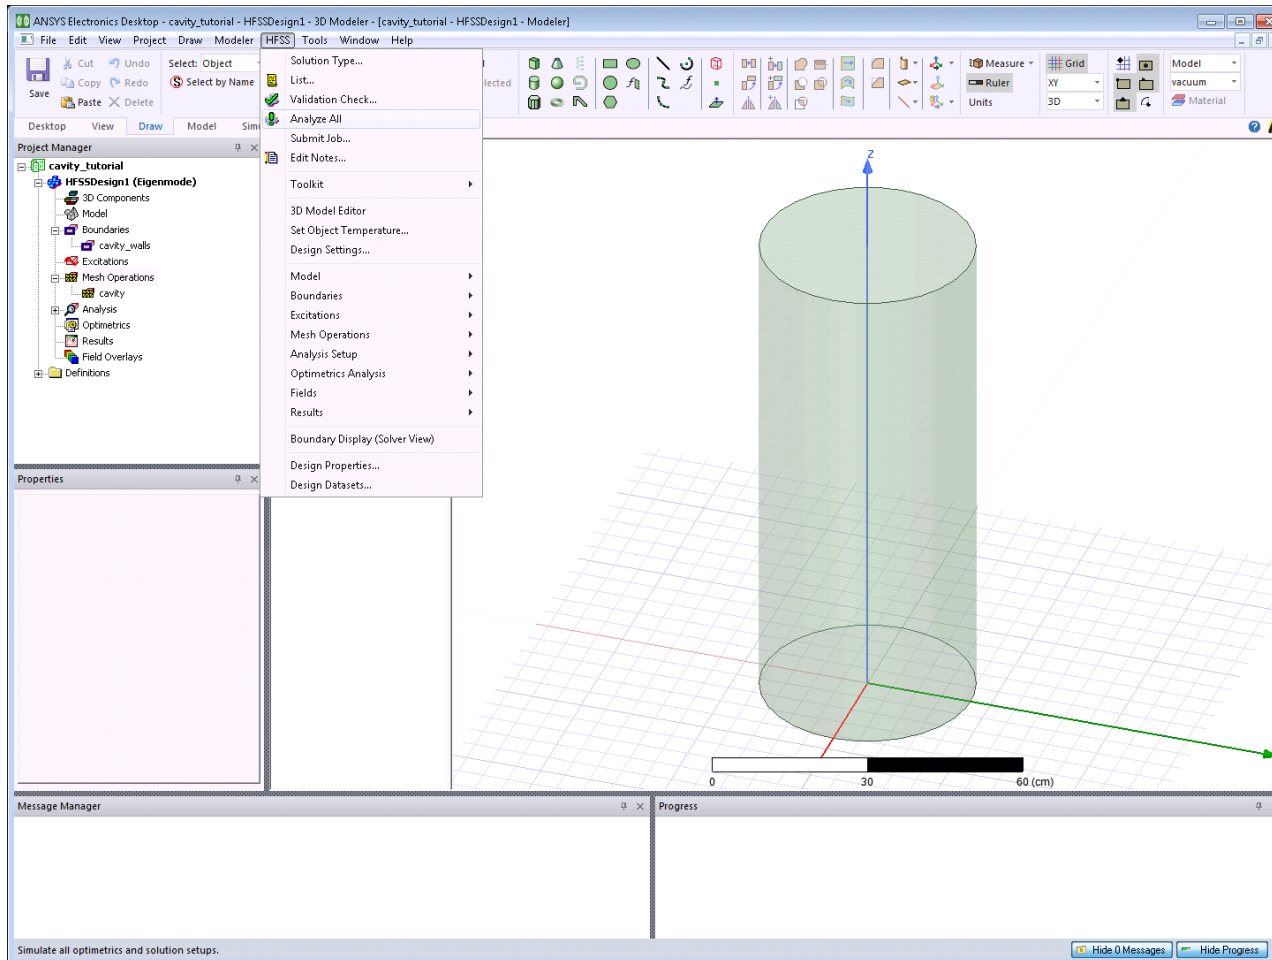 ANSYS Electronics Desktop - cavity_tutorial - HFSSDesign1 - 3D Modeler - [cavity_tutorial - HFSSDesign1 - Modeler]
File Edit View Project Draw Modeler HFSS Tools Window Help
Save
Cut Undo
Copy Redo
Paste Delete
Select: Object
Select by Name
lected
Measure
Ruler
Units
Grid
XY
3D
Model
vacuum
Material
Desktop View Draw Model Sim
Project Manager
cavity_tutorial
HFSSDesign1 (Eigenmode)
3D Components
Model
Boundaries
cavity_walls
Excitations
Mesh Operations
cavity
Analysis
Optimetrics
Results
Field Overlays
Definitions
Properties
Solution Type...
List...
Validation Check...
Analyze All
Submit Job...
Edit Notes...
Toolkit
3D Model Editor
Set Object Temperature...
Design Settings...
Model
Boundaries
Excitations
Mesh Operations
Analysis Setup
Optimetrics Analysis
Fields
Results
Boundary Display (Solver View)
Design Properties...
Design Datasets...
Z
0 30 60 (cm)
Message Manager
Progress
Simulate all optimetrics and solution setups.
Hide 0 Messages
Hide Progress